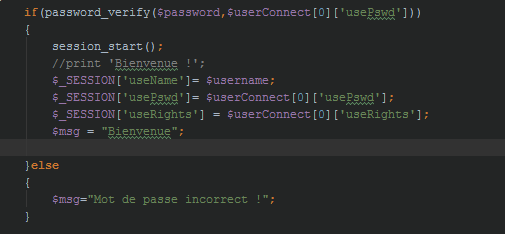 if(password_verify($password,$userConnect[0]['usePswd']))
{
session_start();
//print 'Bienvenue !';
$_SESSION['useName']= $username;
$_SESSION['usePswd']= $userConnect[0]['usePswd'];
$_SESSION['useRights'] = $userConnect[0]['useRights'];
$msg = "Bienvenue";
}else
{
$msg="Mot de passe incorrect !";
}